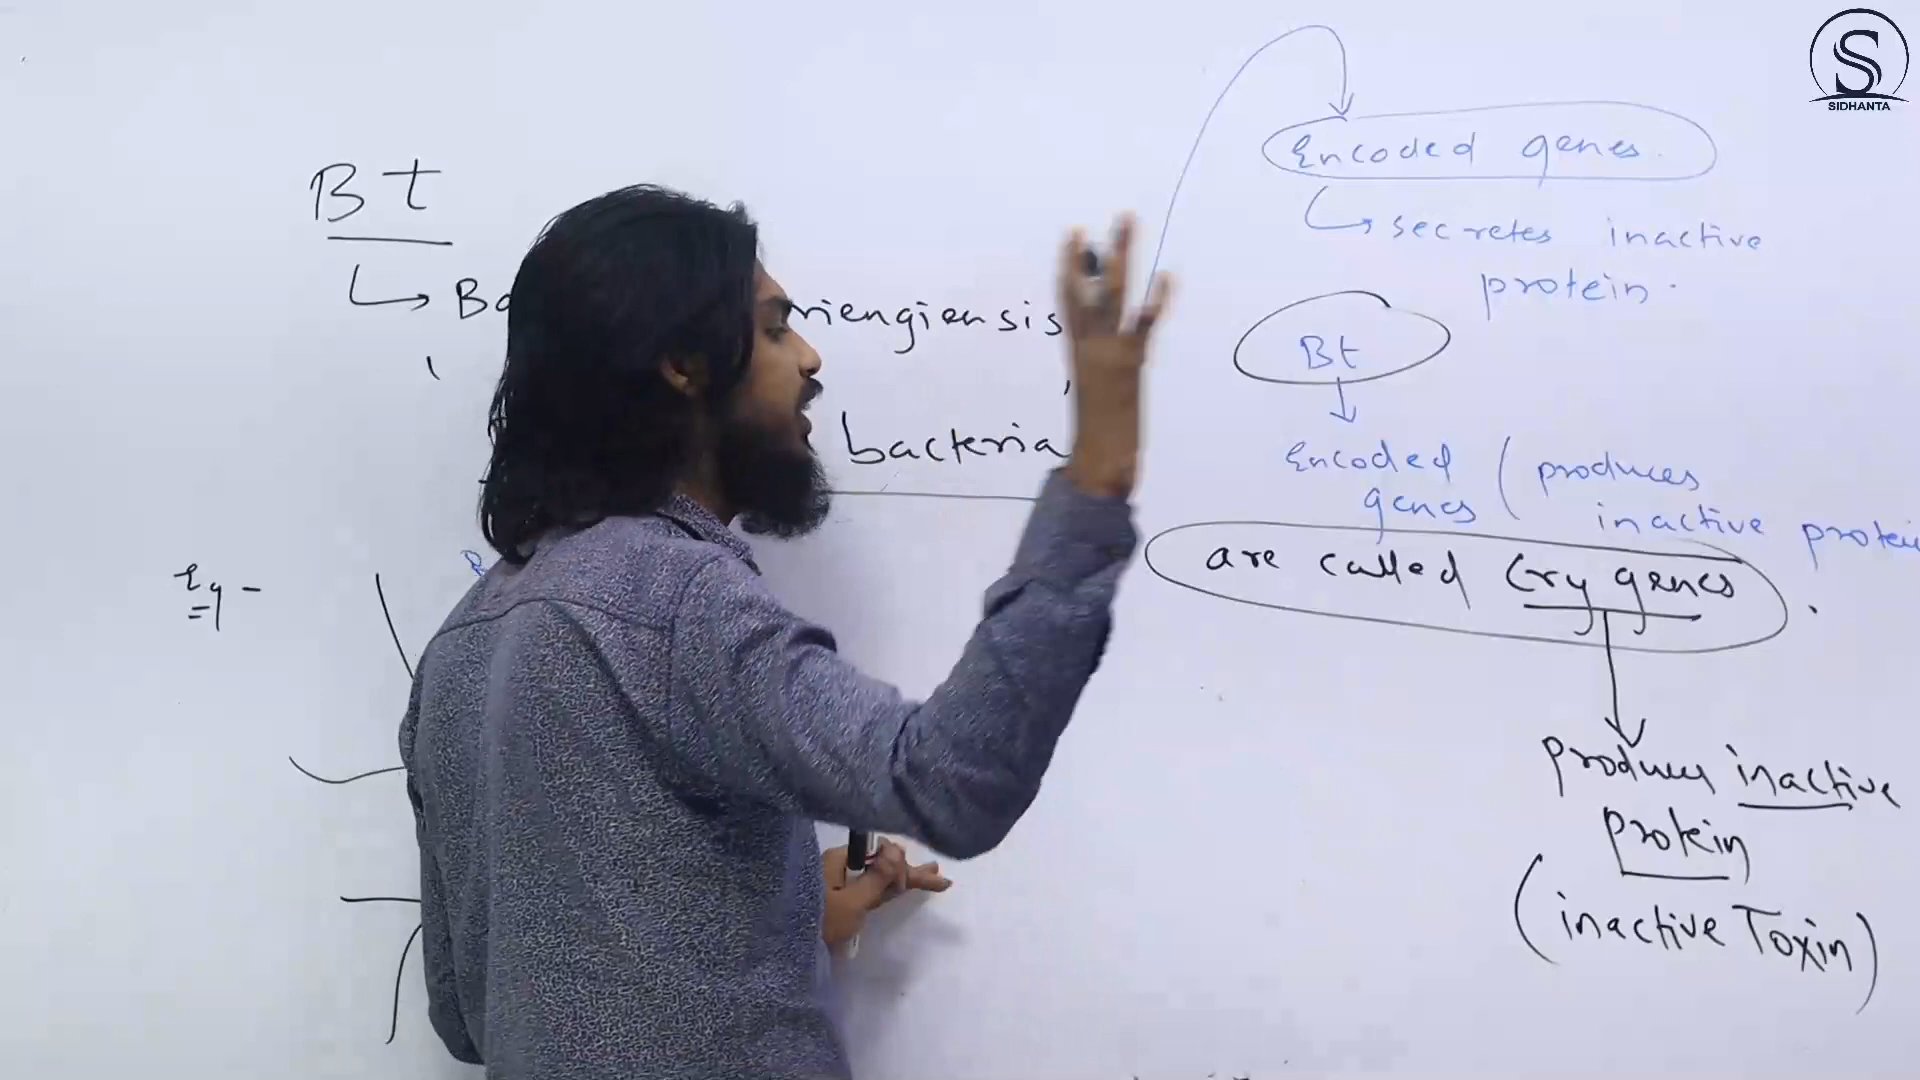 Bt
riengiensis
bacteria
Eg -
Encoded genes.
secretes inactive
protein.
Bt
Encoded (produces
genes inactive protein
are called Cry genes.
produces inactive
protein
(inactive Toxin)
S
SIDHANTA